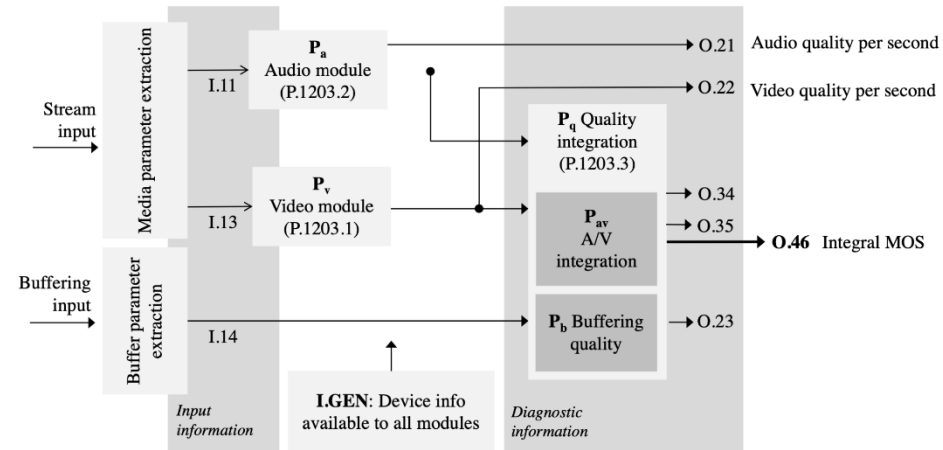 Stream
input
Buffering
input
Media parameter extraction
Buffer parameter
extraction
I.11
I.13
I.14
Input
information
Pa
Audio module
(P.1203.2)
Pv
Video module
(P.1203.1)
I.GEN: Device info
available to all modules
Pq Quality
integration
(P.1203.3)
Pav
A/V
integration
Pb Buffering
quality
Diagnostic
information
O.21 Audio quality per second
O.22 Video quality per second
O.34
O.35
O.46 Integral MOS
O.23